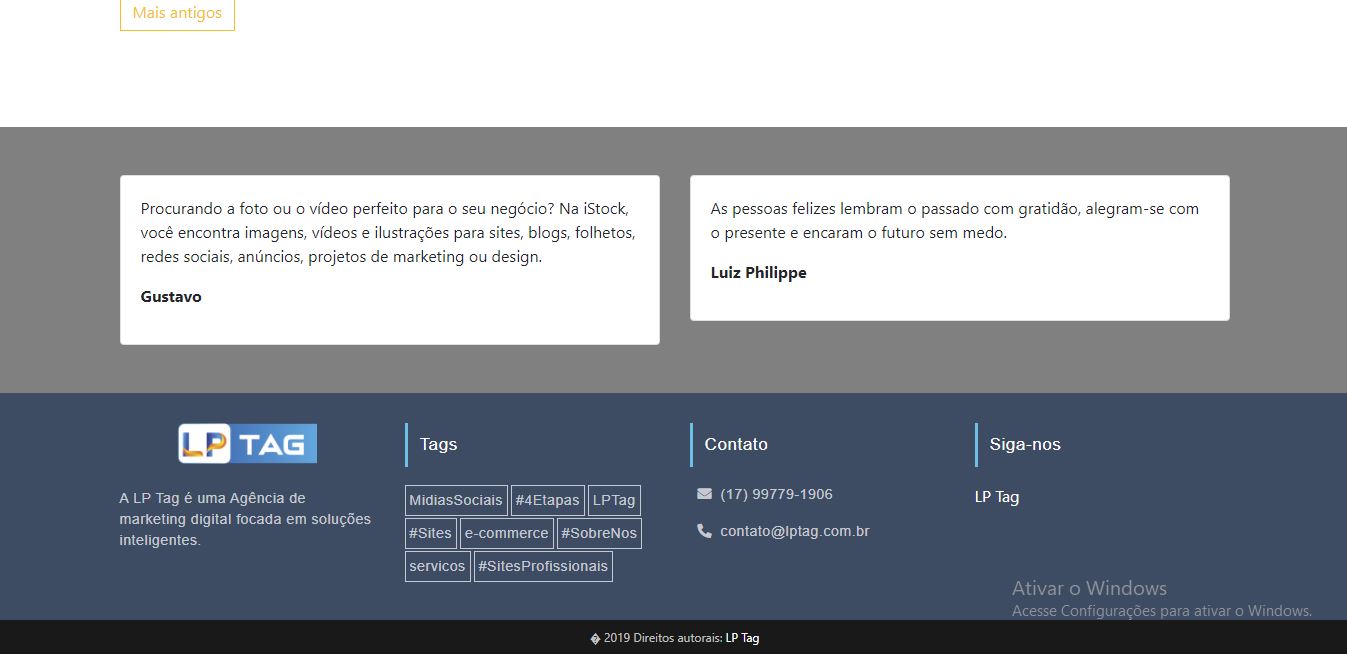 Mais antigos
Procurando a foto ou o vídeo perfeito para o seu negócio? Na iStock,
você encontra imagens, vídeos e ilustrações para sites, blogs, folhetos,
redes sociais, anúncios, projetos de marketing ou design.
Gustavo
As pessoas felizes lembram o passado com gratidão, alegram-se com
o presente e encaram o futuro sem medo.
Luiz Philippe
LP TAG
A LP Tag é uma Agência de
marketing digital focada em soluções
inteligentes.
Tags
MidiasSociais #4Etapas LPTag
#Sites e-commerce #SobreNos
servicos #SitesProfissionais
Contato
(17) 99779-1906
contato@lptag.com.br
Siga-nos
LP Tag
Ativar o Windows
Acesse Configurações para ativar o Windows.
� 2019 Direitos autorais: LP Tag